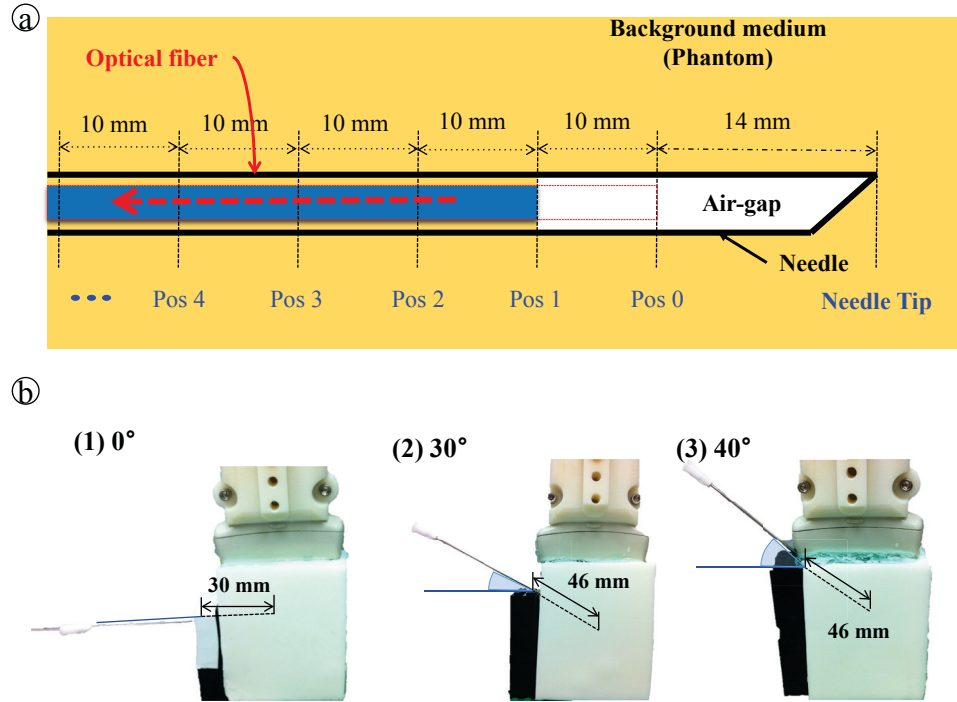 a
Background medium
(Phantom)
Optical fiber
10 mm 10 mm 10 mm 10 mm 10 mm 14 mm
Air-gap
Needle
••• Pos 4 Pos 3 Pos 2 Pos 1 Pos 0 Needle Tip
b
(1) 0° (2) 30° (3) 40°
30 mm 46 mm 46 mm